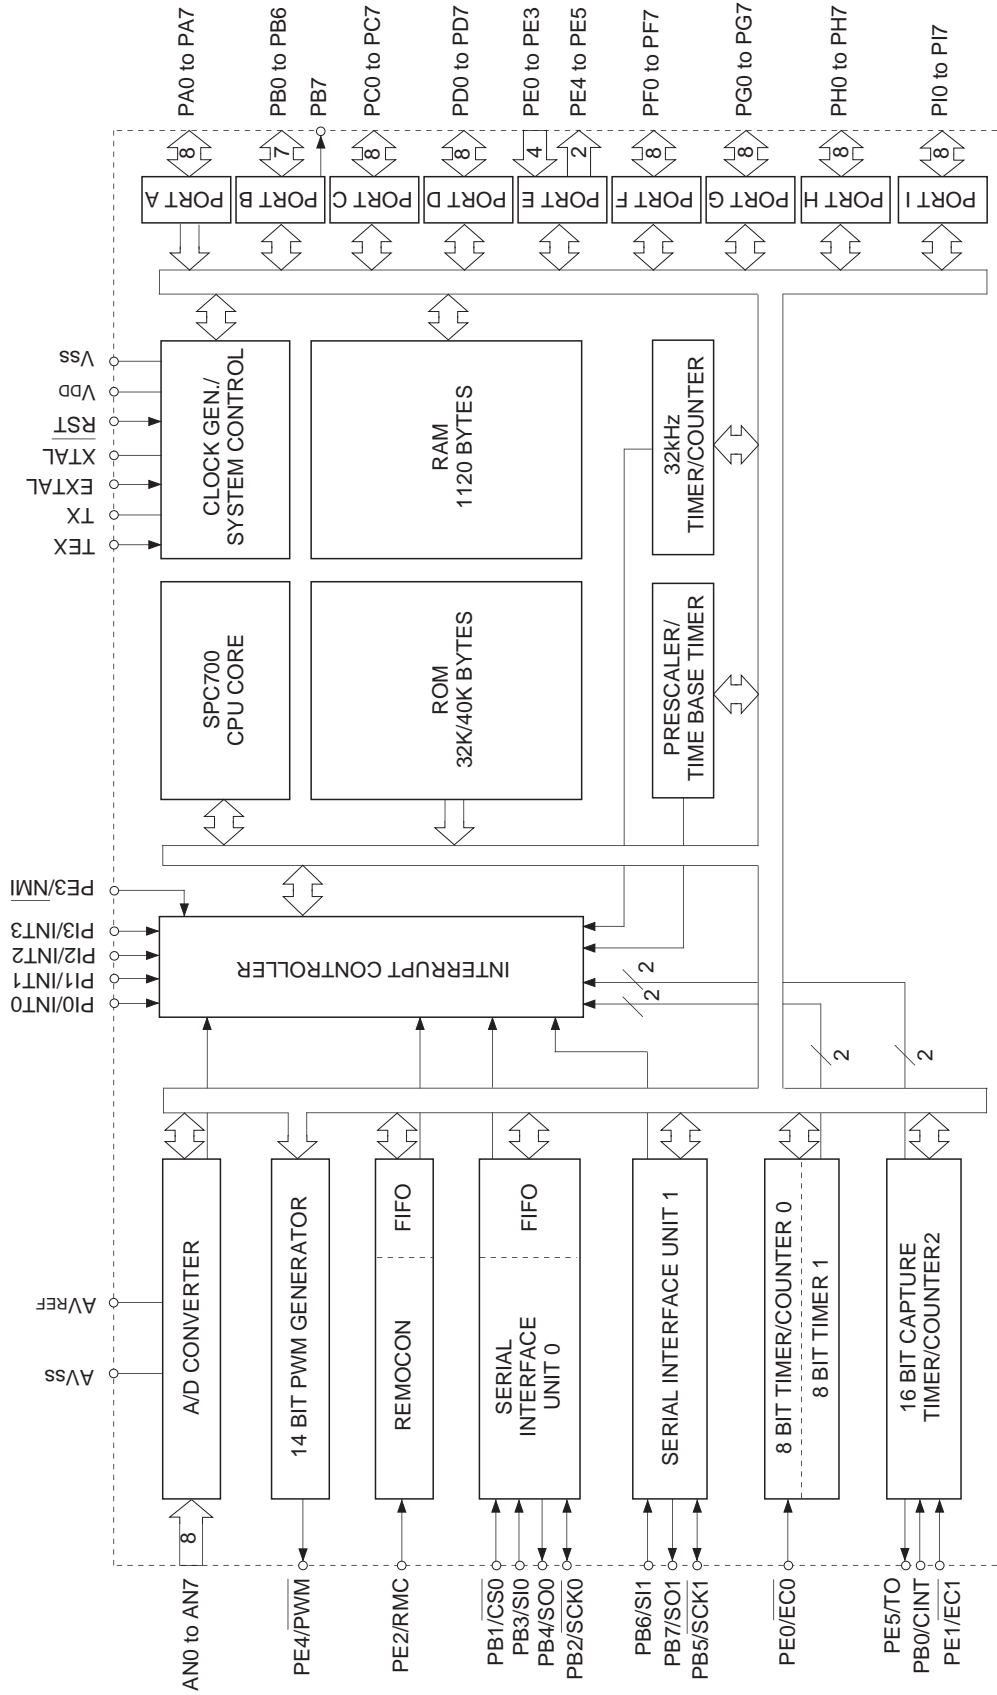 AN0 to AN7
8
A/D CONVERTER
AVSS
AVREF
PE4/PWM
14 BIT PWM GENERATOR
PE2/RMC
REMOCON
FIFO
PB1/CS0
PB3/SI0
PB4/SO0
PB2/SCK0
SERIAL
INTERFACE
UNIT 0
FIFO
PB6/SI1
PB7/SO1
PB5/SCK1
SERIAL INTERFACE UNIT 1
PE0/EC0
8 BIT TIMER/COUNTER 0
8 BIT TIMER 1
PE5/TO
PB0/CINT
PE1/EC1
16 BIT CAPTURE
TIMER/COUNTER2
2
2
2
2
PI0/INT0
PI1/INT1
PI2/INT2
PI3/INT3
PE3/NMI
INTERRUPT CONTROLLER
SPC700
CPU CORE
ROM
32K/40K BYTES
PRESCALER/
TIME BASE TIMER
TEX
TX
EXTAL
XTAL
RST
VDD
Vss
CLOCK GEN./
SYSTEM CONTROL
RAM
1120 BYTES
32kHz
TIMER/COUNTER
PORT A
8
PA0 to PA7
PORT B
7
PB0 to PB6
PB7
PORT C
8
PC0 to PC7
PORT D
8
PD0 to PD7
PORT E
4
PE0 to PE3
2
PE4 to PE5
PORT F
8
PF0 to PF7
PORT G
8
PG0 to PG7
PORT H
8
PH0 to PH7
PORT I
8
PI0 to PI7